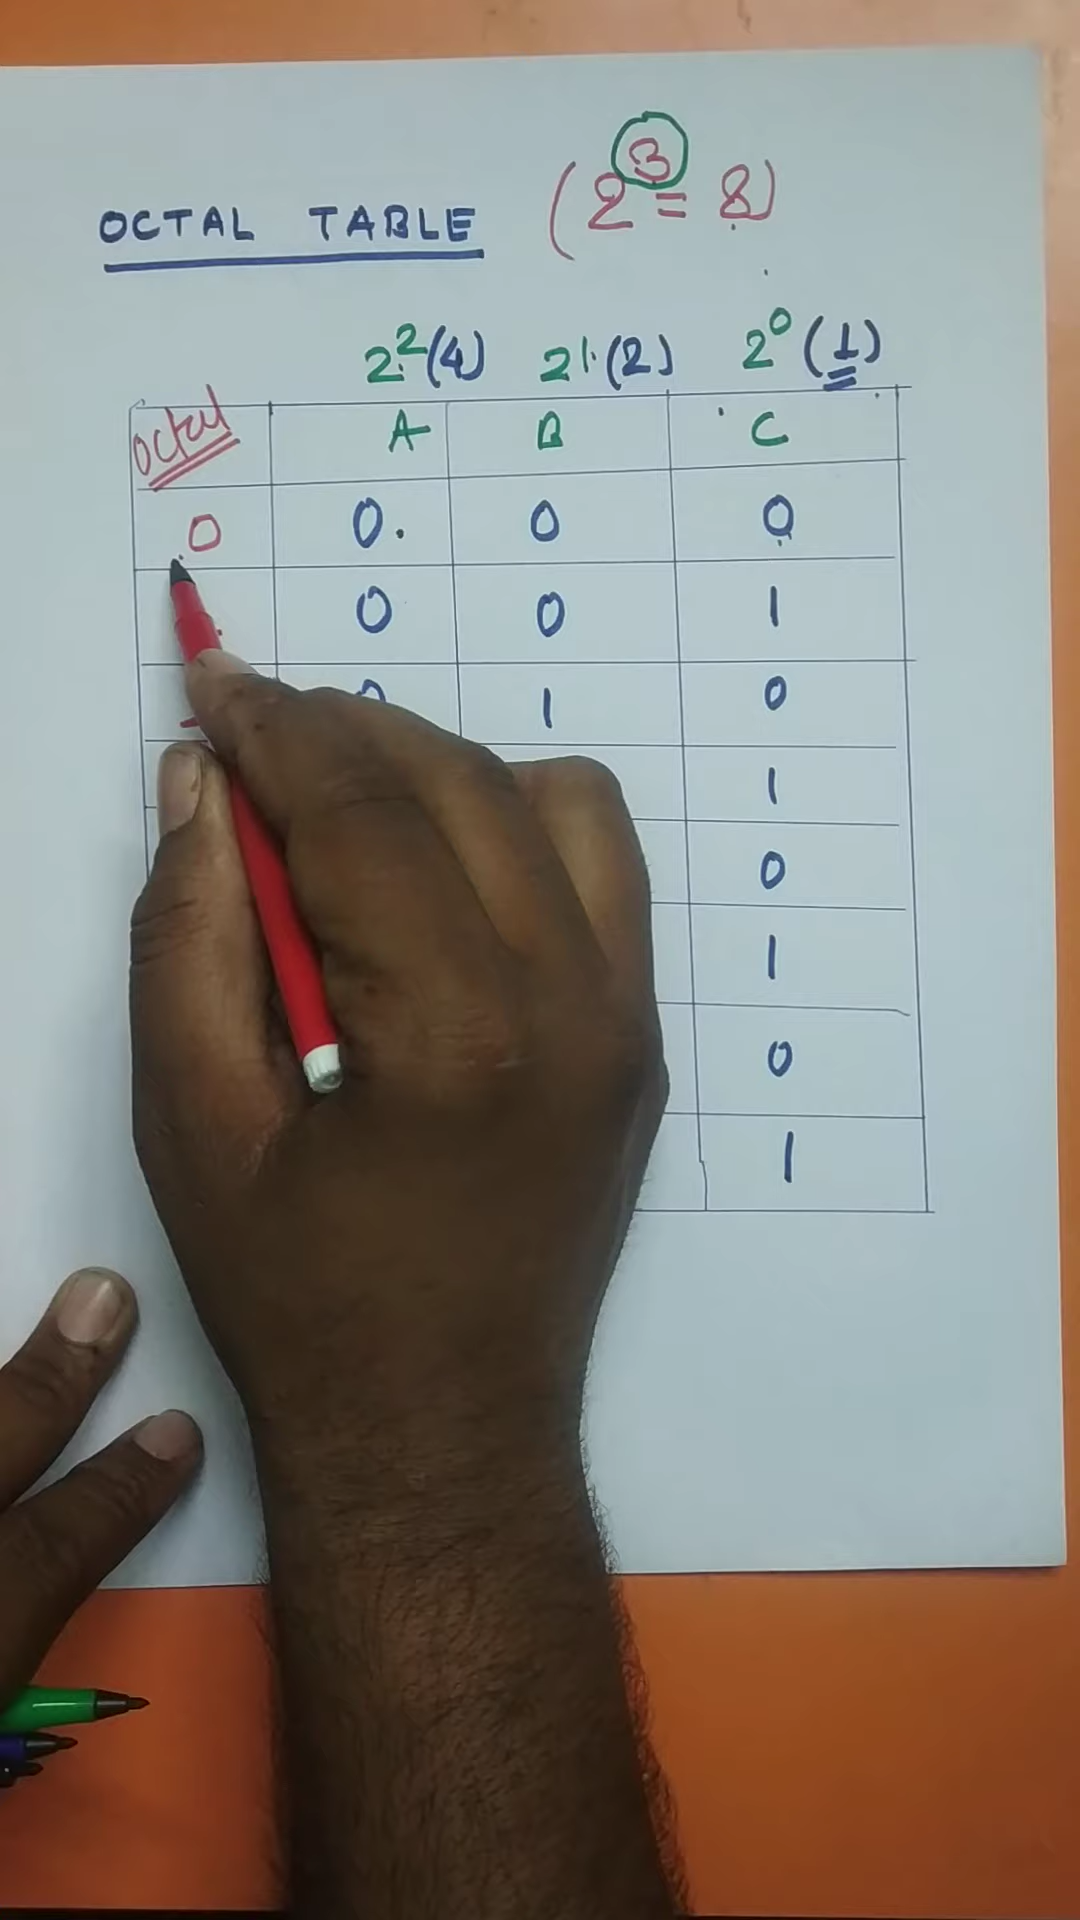 OCTAL TABLE (2³ = 8)
2²(4) 2¹(2) 2⁰(1)
Octal A B C
0 0 0 0
0 0 1
0 1 0
1
0
1
0
1